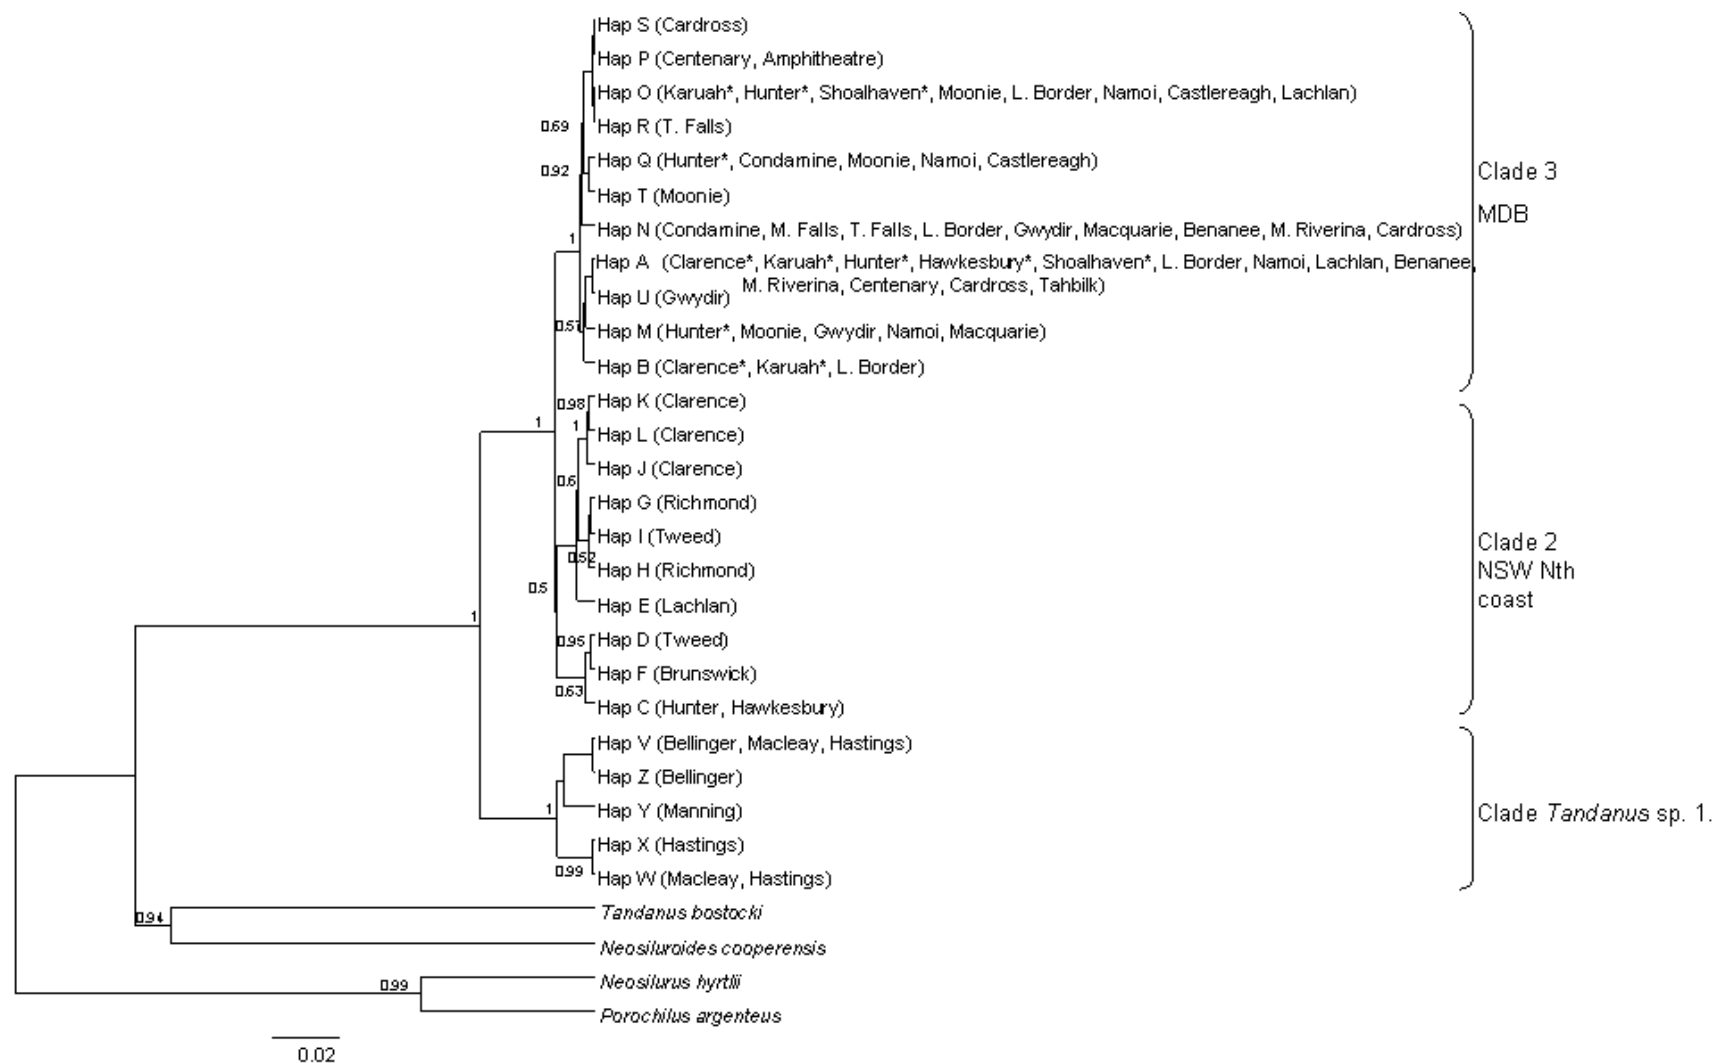 Hap S (Cardross)
Hap P (Centenary, Amphitheatre)
Hap O (Karuah*, Hunter*, Shoalhaven*, Moonie, L. Border, Namoi, Castlereagh, Lachlan)
0.69
Hap R (T. Falls)
Hap Q (Hunter*, Condamine, Moonie, Namoi, Castlereagh)
0.92
Clade 3
Hap T (Moonie)
MDB
Hap N (Condamine, M. Falls, T. Falls, L. Border, Gwydir, Macquarie, Benanee, M. Riverina, Cardross)
1
Hap A (Clarence*, Karuah*, Hunter*, Hawkesbury*, Shoalhaven*, L. Border, Namoi, Lachlan, Benanee,
M. Riverina, Centenary, Cardross, Tahbilk)
Hap U (Gwydir)
0.57
Hap M (Hunter*, Moonie, Gwydir, Namoi, Macquarie)
Hap B (Clarence*, Karuah*, L. Border)
0.98
Hap K (Clarence)
1
1
Hap L (Clarence)
Hap J (Clarence)
0.6
Hap G (Richmond)
Hap I (Tweed)
Clade 2
NSW Nth
coast
0.52
Hap H (Richmond)
0.5
Hap E (Lachlan)
1
0.95
Hap D (Tweed)
Hap F (Brunswick)
0.63
Hap C (Hunter, Hawkesbury)
Hap V (Bellinger, Macleay, Hastings)
Hap Z (Bellinger)
1
Hap Y (Manning)
Clade Tandanus sp. 1.
Hap X (Hastings)
0.99
Hap W (Macleay, Hastings)
0.94
Tandanus bostocki
Neosiluroides cooperensis
0.99
Neosilurus hyrtlii
Porochilus argenteus
0.02